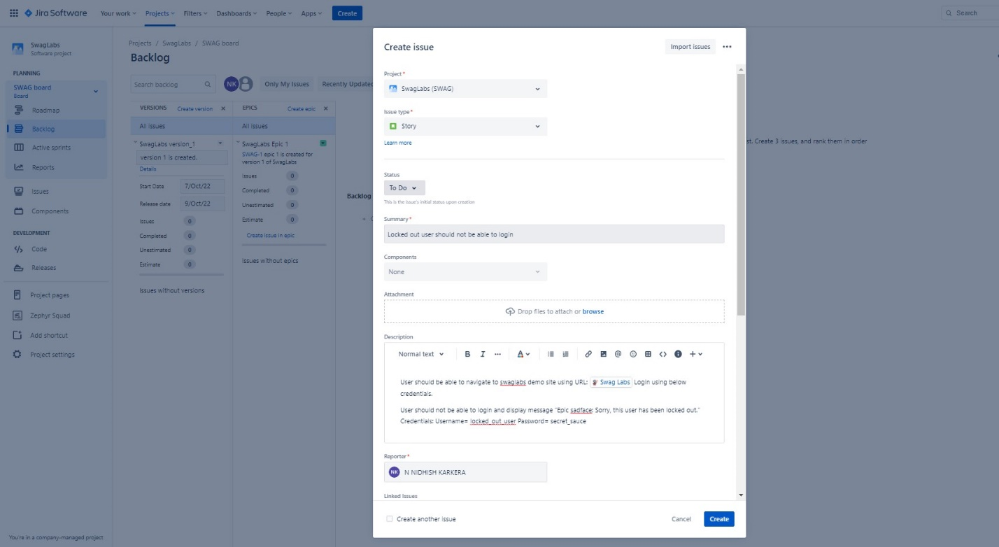 Jira Software Your work Projects Filters Dashboards People Apps Create Search
SwagLabs
Software project
PLANNING
SWAG board
Board
Roadmap
Backlog
Active sprints
Reports
Issues
Components
DEVELOPMENT
Code
Releases
Project pages
Zephyr Squad
Add shortcut
Project settings
You're in a company-managed project
Projects / SwagLabs / SWAG board
Backlog
Search backlog NK Only My Issues Recently Updated
VERSIONS Create version ×
All issues
SwagLabs version_1
version 1 is created.
Details
Start Date 7/Oct/22
Release date 9/Oct/22
Issues 0
Completed 0
Unestimated 0
Estimate 0
Issues without versions
EPICS Create epic ×
All issues
SwagLabs Epic 1
SWAG-1 epic 1 is created for
version 1 of SwagLabs
Issues 0
Completed 0
Unestimated 0
Estimate 0
Create issue in epic
Issues without epics
Backlog
+
st. Create 3 issues, and rank them in order
Create issue
Import issues •••
Project*
SwagLabs (SWAG)
Issue type*
Story
Learn more
Status
To Do
This is the issue's initial status upon creation
Summary*
Locked out user should not be able to login
Components
None
Attachment
Drop files to attach or browse
Description
Normal text B I ••• A @ <> i +
User should be able to navigate to swaglabs demo site using URL: Swag Labs Login using below
credentials.
User should not be able to login and display message "Epic sadface: Sorry, this user has been locked out."
Credentials: Username= locked_out_user Password= secret_sauce
Reporter*
NK N NIDHISH KARKERA
Linked Issues
Create another issue
Cancel Create